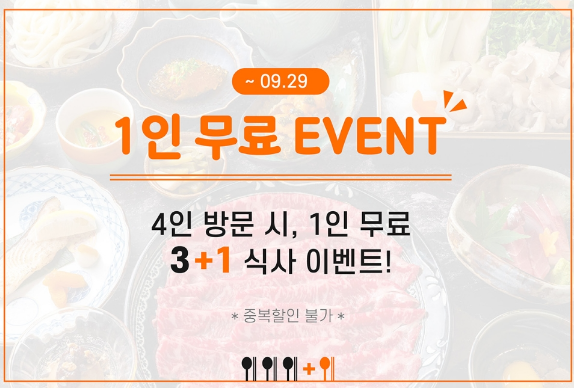 ~ 09.29
1인 무료 EVENT
4인 방문 시, 1인 무료
3+1 식사 이벤트!
* 중복할인 불가 *
+